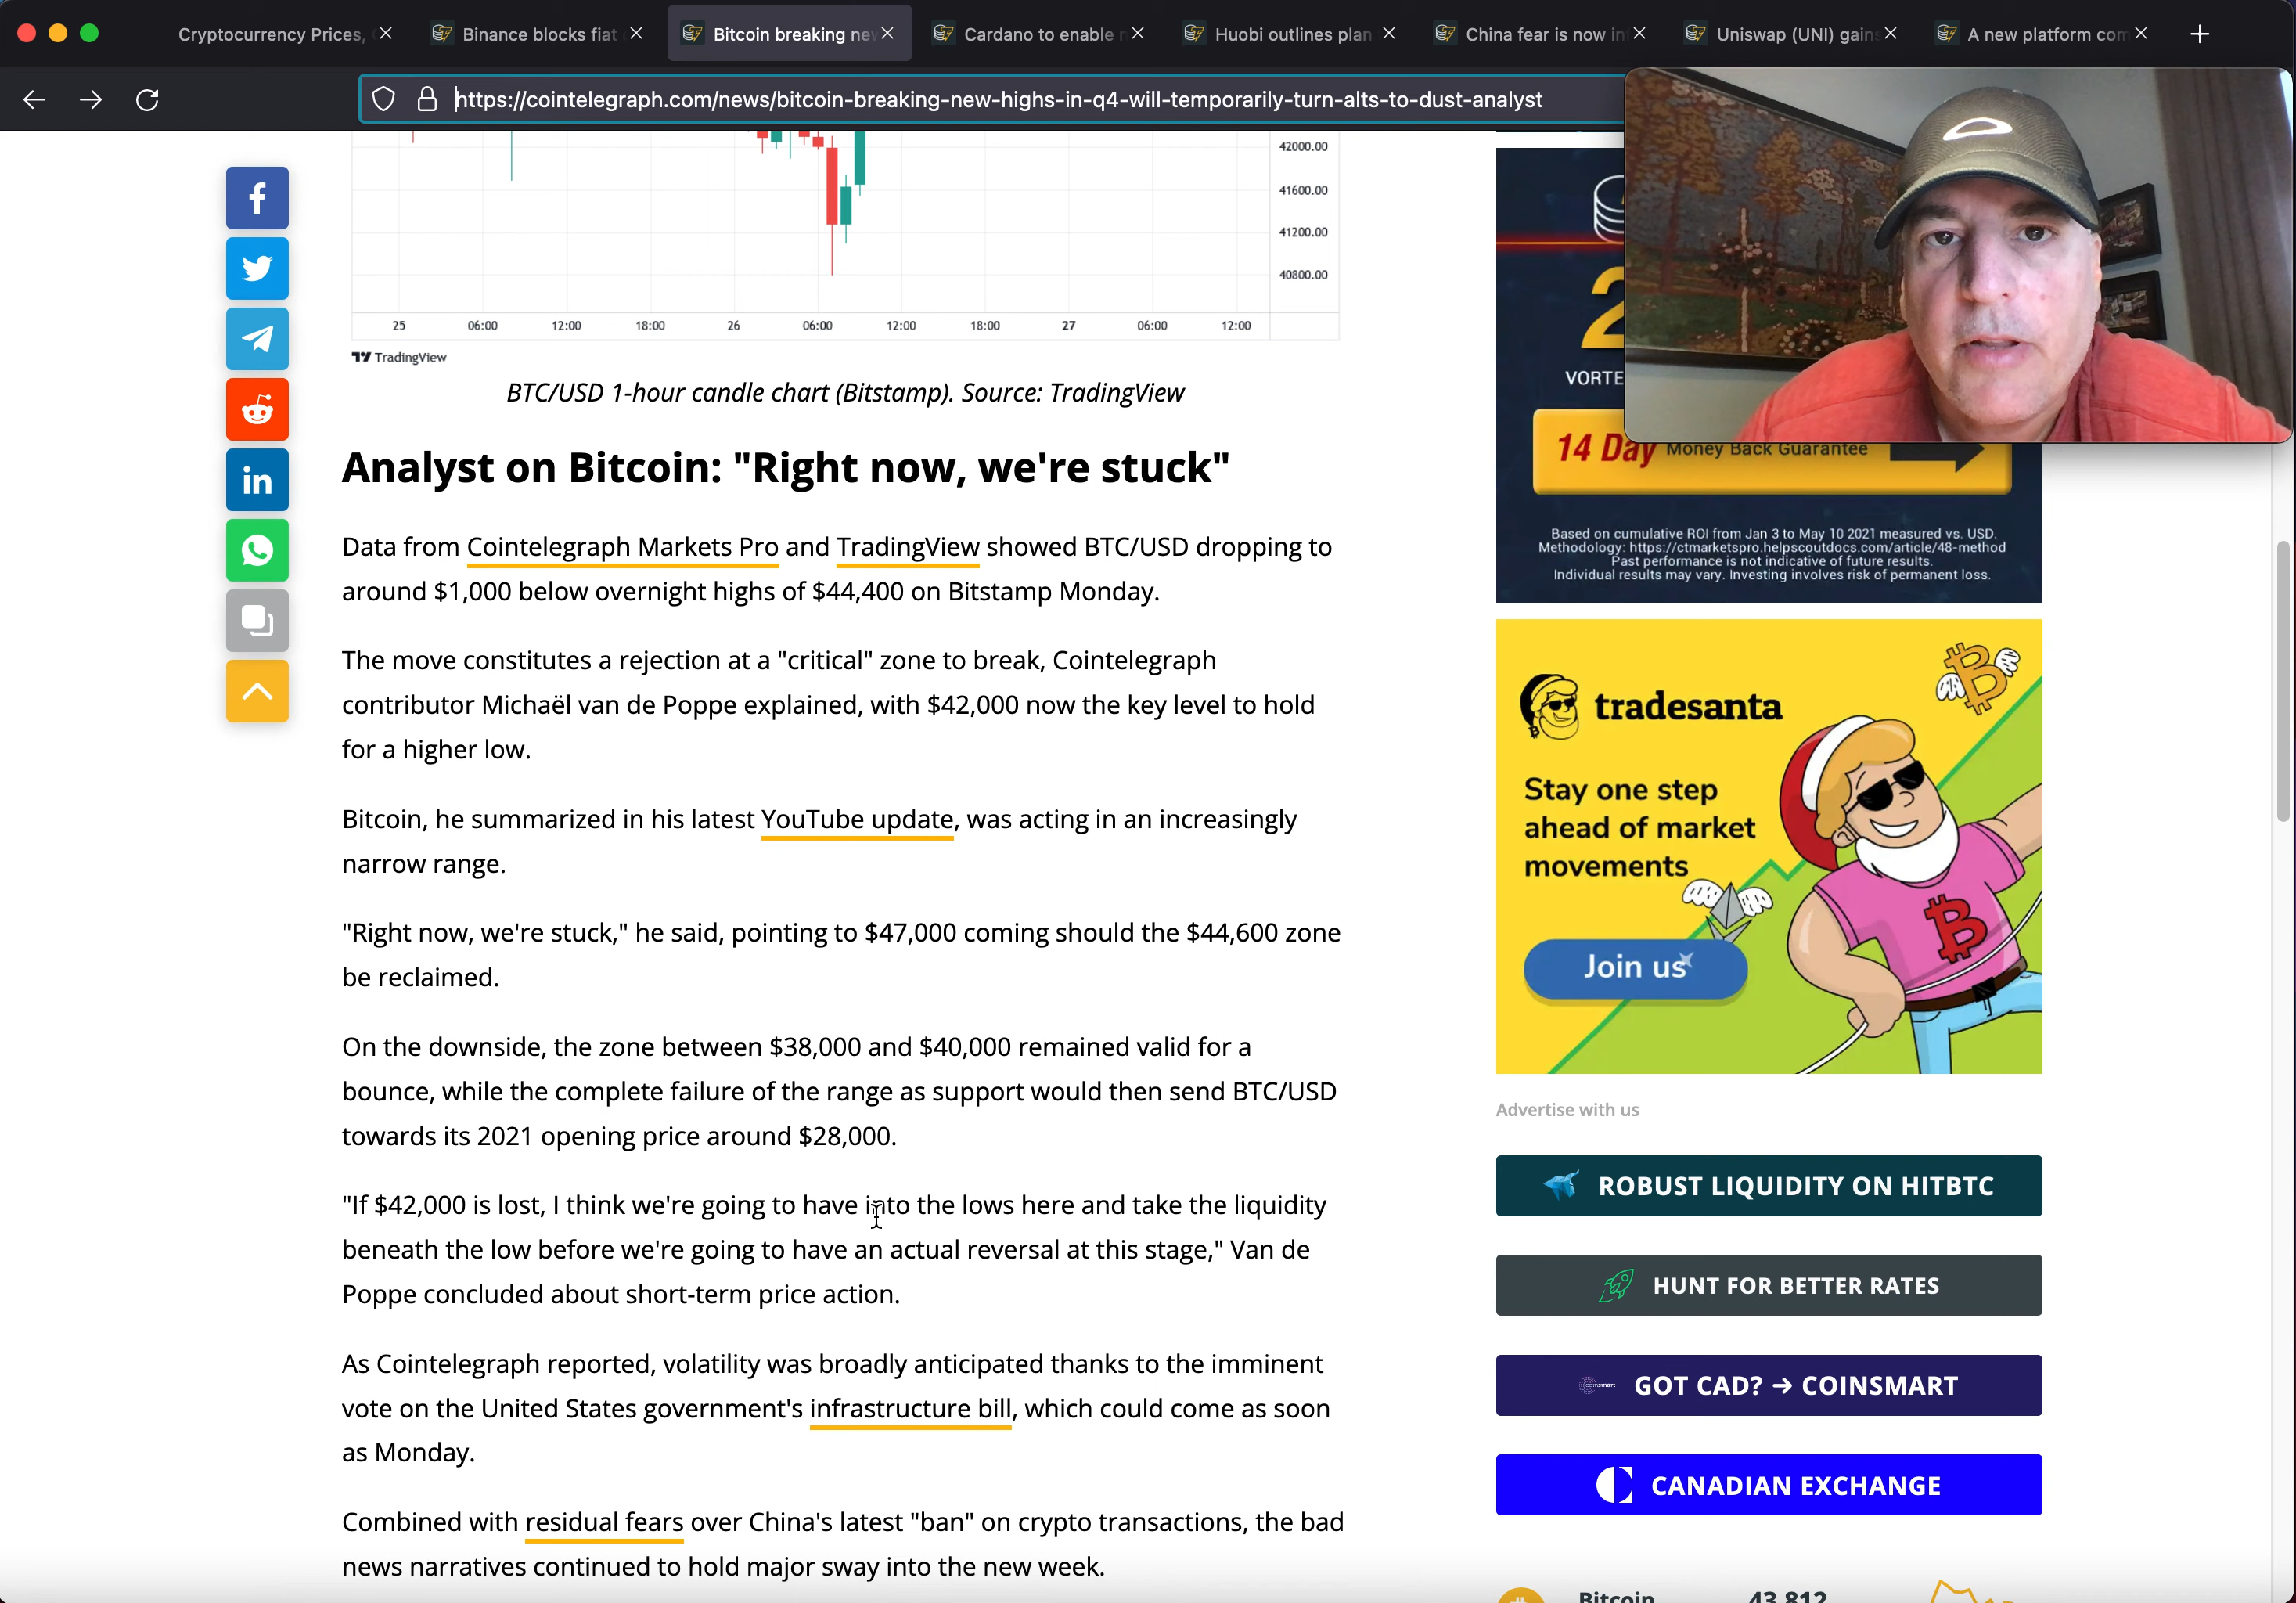 Cryptocurrency Prices,
Binance blocks fiat
Bitcoin breaking new
Cardano to enable
Huobi outlines plan
China fear is now in
Uniswap (UNI) gain
A new platform com
https://cointelegraph.com/news/bitcoin-breaking-new-highs-in-q4-will-temporarily-turn-alts-to-dust-analyst
42000.00
41600.00
41200.00
40800.00
25 06:00 12:00 18:00 26 06:00 12:00 18:00 27 06:00 12:00
TradingView
BTC/USD 1-hour candle chart (Bitstamp). Source: TradingView
Analyst on Bitcoin: "Right now, we're stuck"
Data from Cointelegraph Markets Pro and TradingView showed BTC/USD dropping to
around $1,000 below overnight highs of $44,400 on Bitstamp Monday.
The move constitutes a rejection at a "critical" zone to break, Cointelegraph
contributor Michaël van de Poppe explained, with $42,000 now the key level to hold
for a higher low.
Bitcoin, he summarized in his latest YouTube update, was acting in an increasingly
narrow range.
"Right now, we're stuck," he said, pointing to $47,000 coming should the $44,600 zone
be reclaimed.
On the downside, the zone between $38,000 and $40,000 remained valid for a
bounce, while the complete failure of the range as support would then send BTC/USD
towards its 2021 opening price around $28,000.
"If $42,000 is lost, I think we're going to have into the lows here and take the liquidity
beneath the low before we're going to have an actual reversal at this stage," Van de
Poppe concluded about short-term price action.
As Cointelegraph reported, volatility was broadly anticipated thanks to the imminent
vote on the United States government's infrastructure bill, which could come as soon
as Monday.
Combined with residual fears over China's latest "ban" on crypto transactions, the bad
news narratives continued to hold major sway into the new week.
2
VORTE
14 Day Money Back Guarantee
Based on cumulative ROI from Jan 3 to May 10 2021 measured vs. USD.
Methodology: https://ctmarketspro.helpscoutdocs.com/article/48-method
Past performance is not indicative of future results.
Individual results may vary. Investing involves risk of permanent loss.
tradesanta
Stay one step
ahead of market
movements
Join us
Advertise with us
ROBUST LIQUIDITY ON HITBTC
HUNT FOR BETTER RATES
coinsmart GOT CAD? → COINSMART
CANADIAN EXCHANGE
Bitcoin 43,812